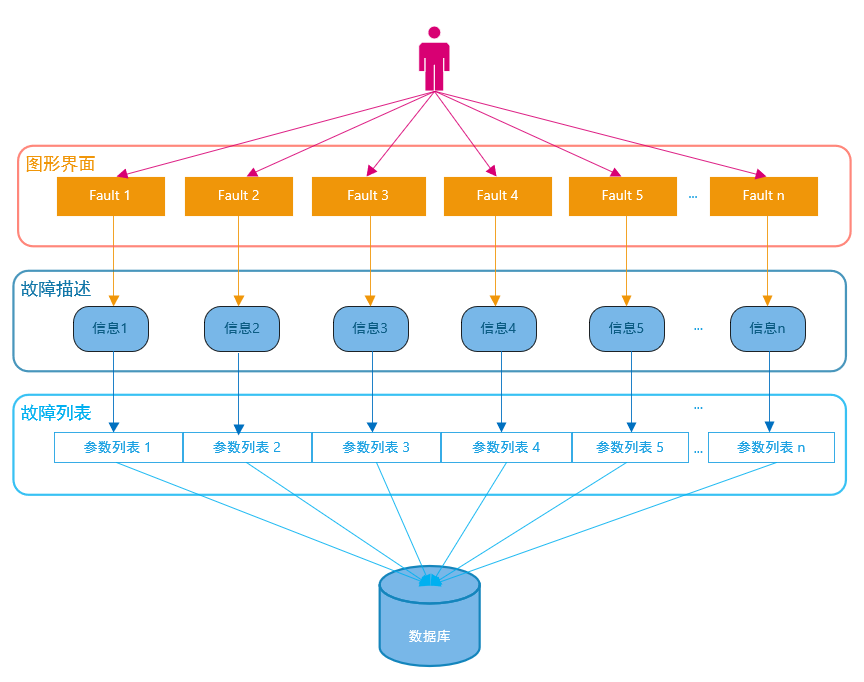 图形界面
Fault 1
Fault 2
Fault 3
Fault 4
Fault 5
...
Fault n
故障描述
信息1
信息2
信息3
信息4
信息5
...
信息n
故障列表
...
参数列表 1
参数列表 2
参数列表 3
参数列表 4
参数列表 5
...
参数列表 n
数据库